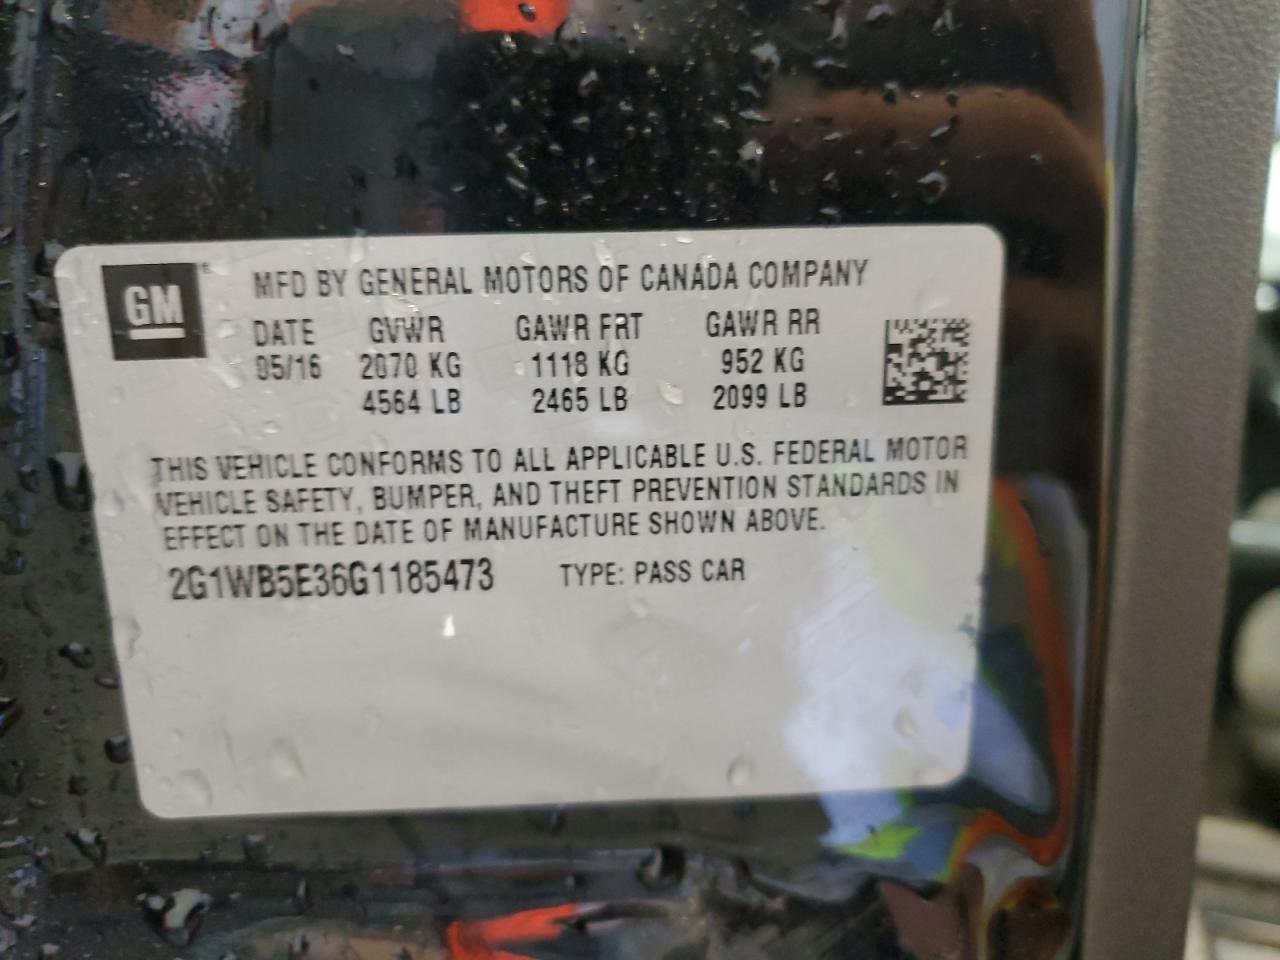 GM
MFD BY GENERAL MOTORS OF CANADA COMPANY
DATE GVWR GAWR FRT GAWR RR
05/16 2070 KG 1118 KG 952 KG
4564 LB 2465 LB 2099 LB
THIS VEHICLE CONFORMS TO ALL APPLICABLE U.S. FEDERAL MOTOR
VEHICLE SAFETY, BUMPER, AND THEFT PREVENTION STANDARDS IN
EFFECT ON THE DATE OF MANUFACTURE SHOWN ABOVE.
2G1WB5E36G1185473 TYPE: PASS CAR